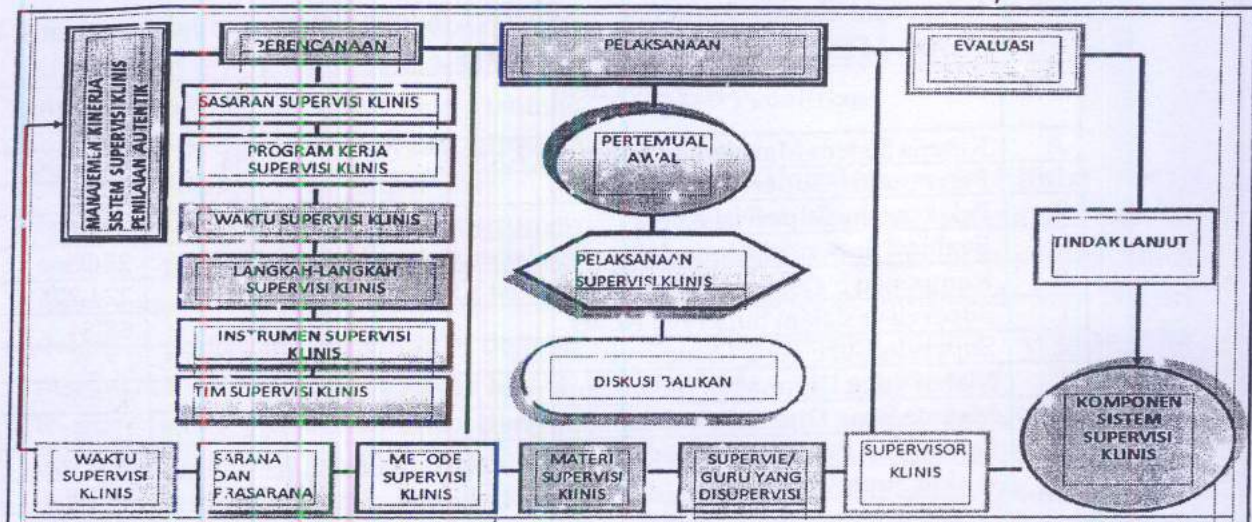 MANAJEMEN KINERJA
SISTEM SUPERVISI KLINIS
PENILAIAN AUTENTIK
PERENCANAAN
SASARAN SUPERVISI KLINIS
PROGRAM KERJA
SUPERVISI KLINIS
WAKTU SUPERVISI KLINIS
LANGKAH-LANGKAH
SUPERVISI KLINIS
INSTRUMEN SUPERVISI
KLINIS
TIM SUPERVISI KLINIS
PELAKSANAAN
PERTEMUAL
AWAL
PELAKSANAAN
SUPERVISI KLINIS
DISKUSI BALIKAN
EVALUASI
TINDAK LANJUT
KOMPONEN
SISTEM
SUPERVISI
KLINIS
SUPERVISOR
KLINIS
SUPERVIE/
GURU YANG
DISUPERVISI
MATERI
SUPERVISI
KLINIS
METODE
SUPERVISI
KLINIS
SARANA
DAN
PRASARANA
WAKTU
SUPERVISI
KLINIS